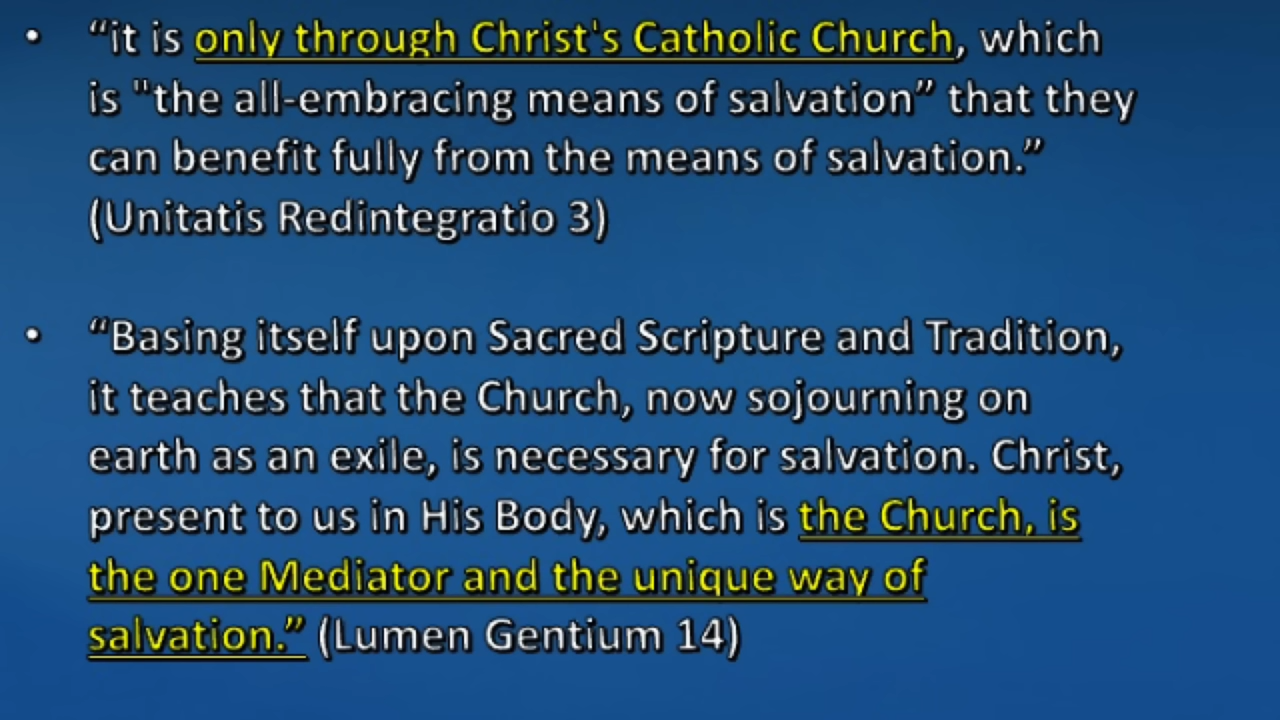 • “it is only through Christ's Catholic Church, which
is "the all-embracing means of salvation” that they
can benefit fully from the means of salvation.”
(Unitatis Redintegratio 3)
• “Basing itself upon Sacred Scripture and Tradition,
it teaches that the Church, now sojourning on
earth as an exile, is necessary for salvation. Christ,
present to us in His Body, which is the Church, is
the one Mediator and the unique way of
salvation.” (Lumen Gentium 14)